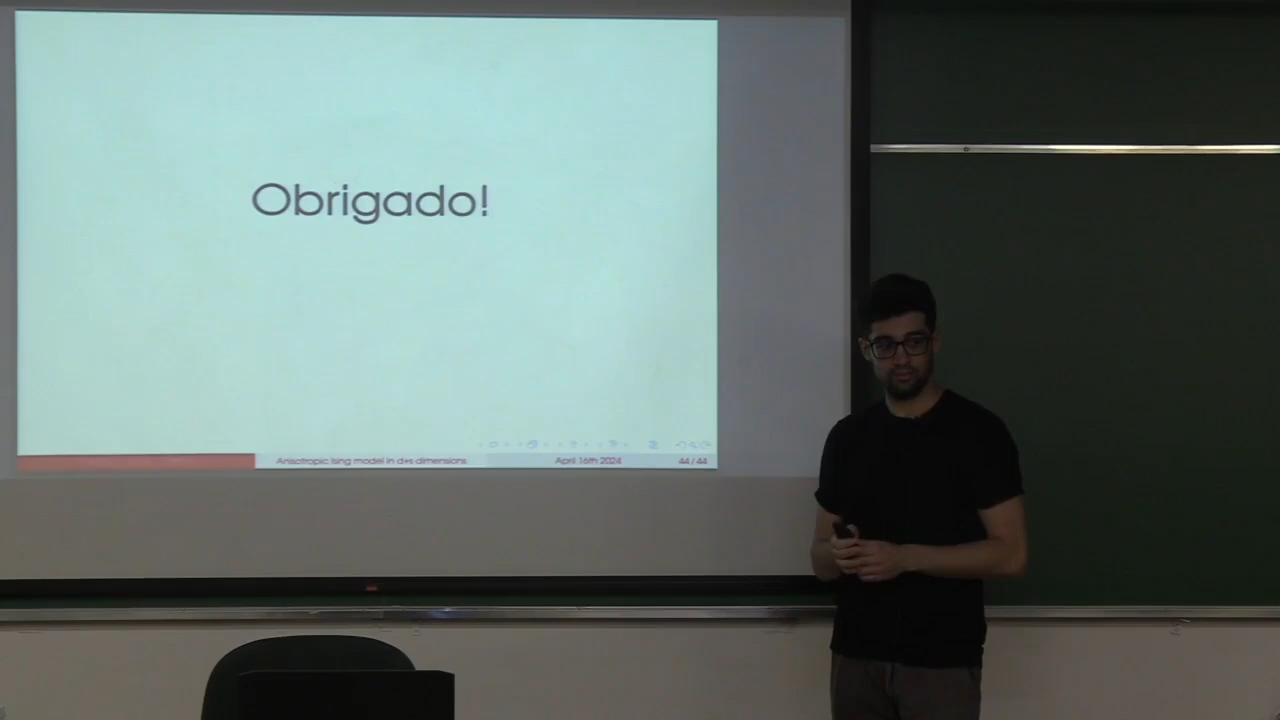 Obrigado!
Anisotropic Ising model in d+s dimensions
April 16th 2024
44 / 44